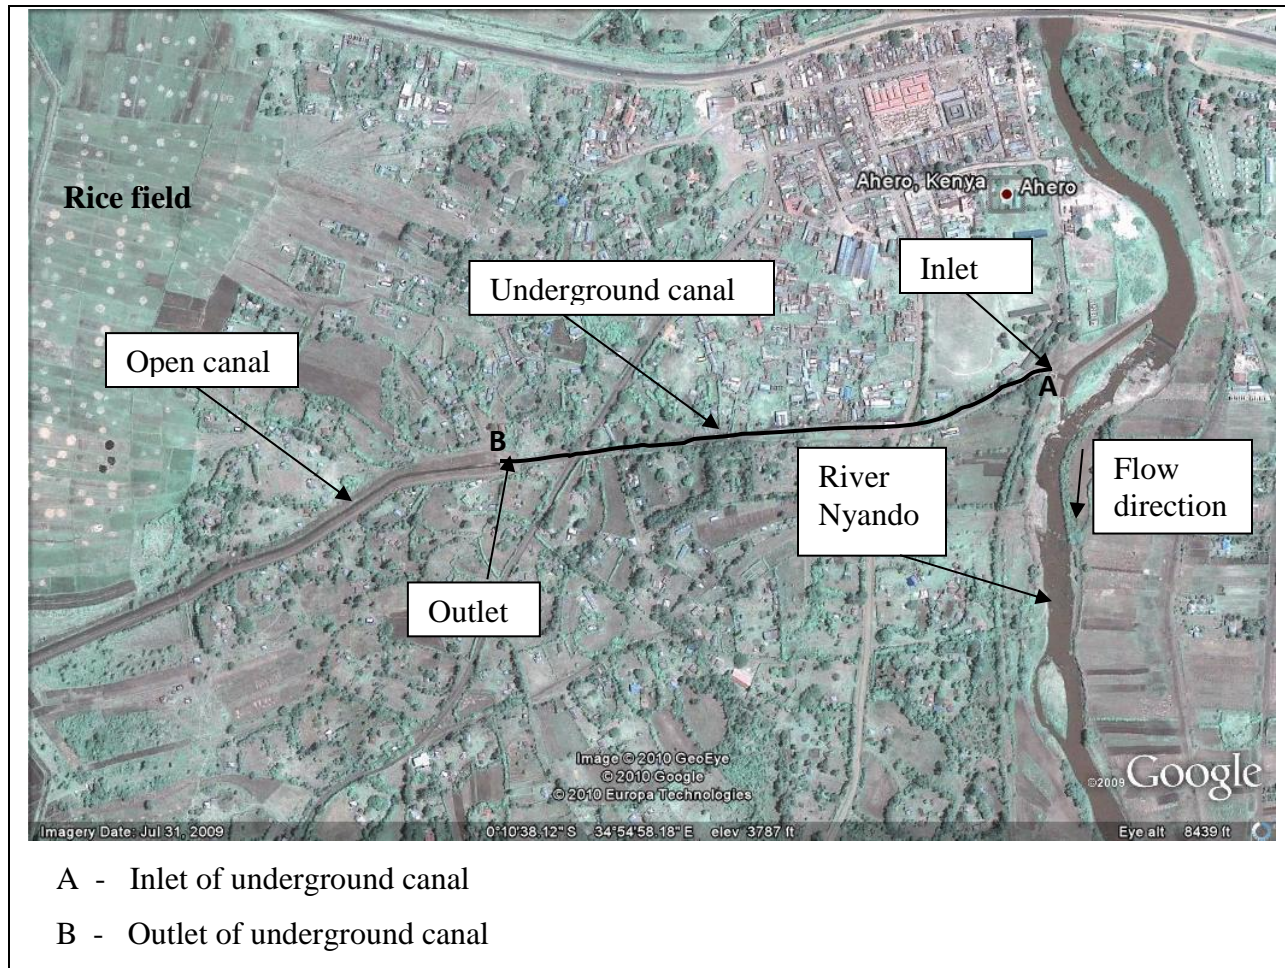 Rice field
Ahero, Kenya
Ahero
Inlet
Underground canal
Open canal
A
B
River
Nyando
Flow
direction
Outlet
Image © 2010 GeoEye
© 2010 Google
© 2010 Europa Technologies
©2009 Google
Imagery Date: Jul 31, 2009
0°10'38.12" S 34°54'58.18" E elev 3787 ft
Eye alt 8439 ft
A - Inlet of underground canal
B - Outlet of underground canal